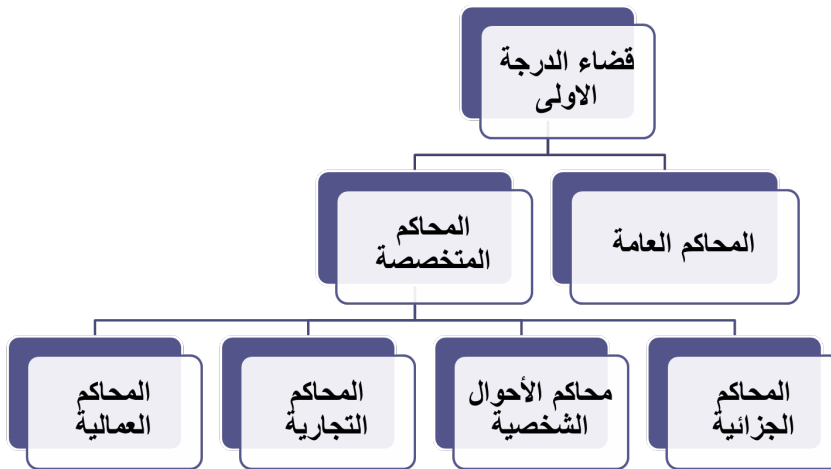 قضاء الدرجة
الاولى
المحاكم العامة
المحاكم
المتخصصة
المحاكم
الجزائية
محاكم الأحوال
الشخصية
المحاكم
التجارية
المحاكم
العمالية